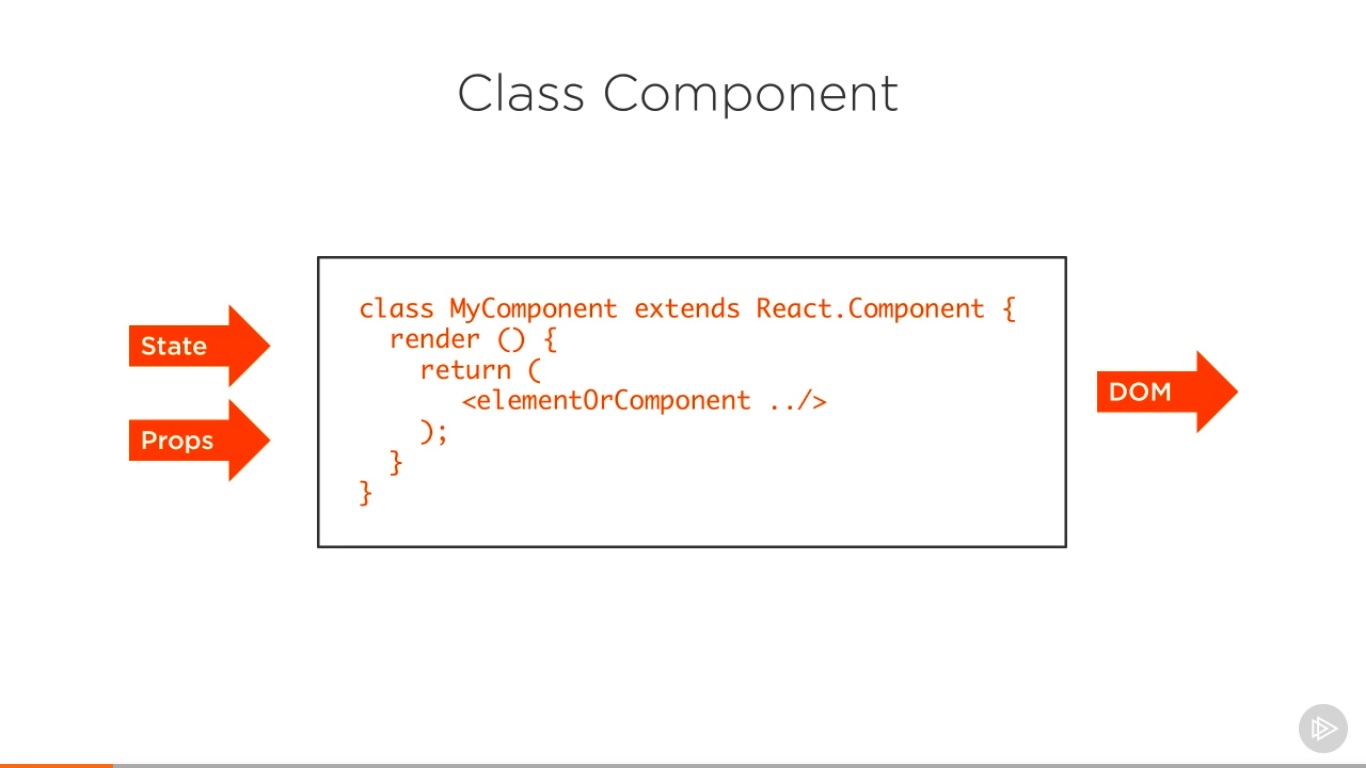 Class Component
State
Props
class MyComponent extends React.Component {
  render () {
    return (
      <elementOrComponent ../>
    );
  }
}
DOM